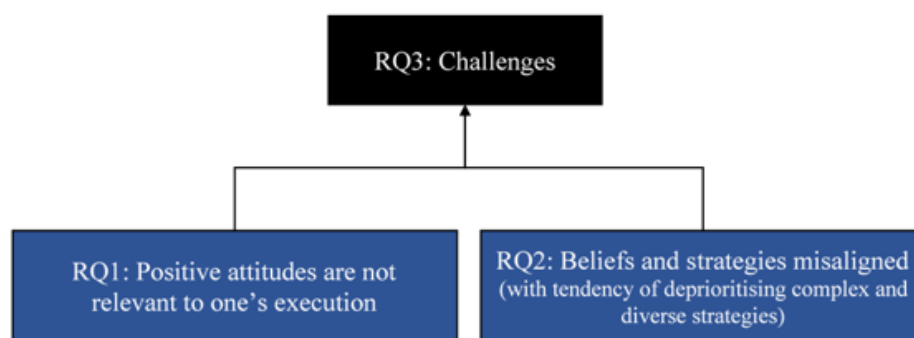 RQ3: Challenges
RQ1: Positive attitudes are not
relevant to one's execution
RQ2: Beliefs and strategies misaligned
(with tendency of deprioritising complex and
diverse strategies)